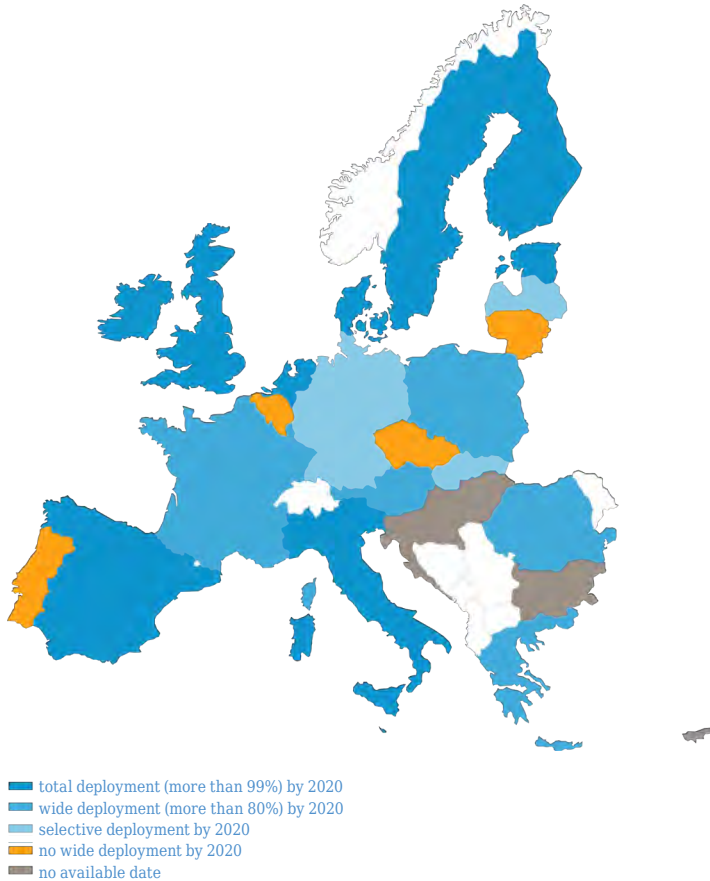 total deployment (more than 99%) by 2020
wide deployment (more than 80%) by 2020
selective deployment by 2020
no wide deployment by 2020
no available date